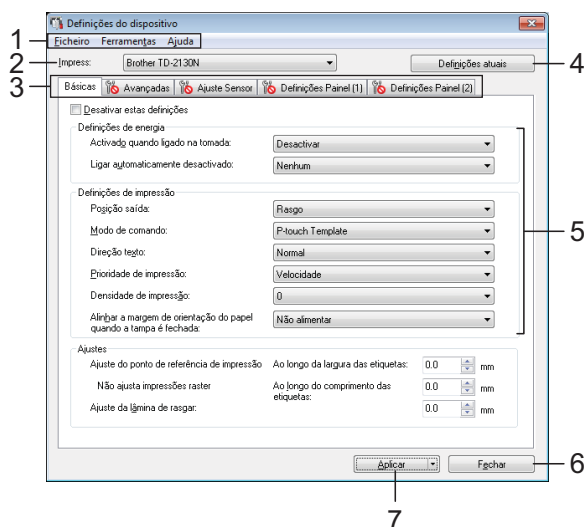 Definições do dispositivo
1 Ficheiro Ferramentas Ajuda
2 Impress: Brother TD-2130N Definições atuais 4
3 Básicas Avançadas Ajuste Sensor Definições Painel (1) Definições Painel (2)
Desativar estas definições
Definições de energia
Activado quando ligado na tomada: Desactivar
Ligar automaticamente desactivado: Nenhum
Definições de impressão
Posição saída: Rasgo
Modo de comando: P-touch Template 5
Direção texto: Normal
Prioridade de impressão: Velocidade
Densidade de impressão: 0
Alinhar a margem de orientação do papel
quando a tampa é fechada: Não alimentar
Ajustes
Ajuste do ponto de referência de impressão Ao longo da largura das etiquetas: 0.0 mm
Não ajusta impressões raster Ao longo do comprimento das
etiquetas: 0.0 mm
Ajuste da lâmina de rasgar: 0.0 mm
Aplicar Fechar 6
7